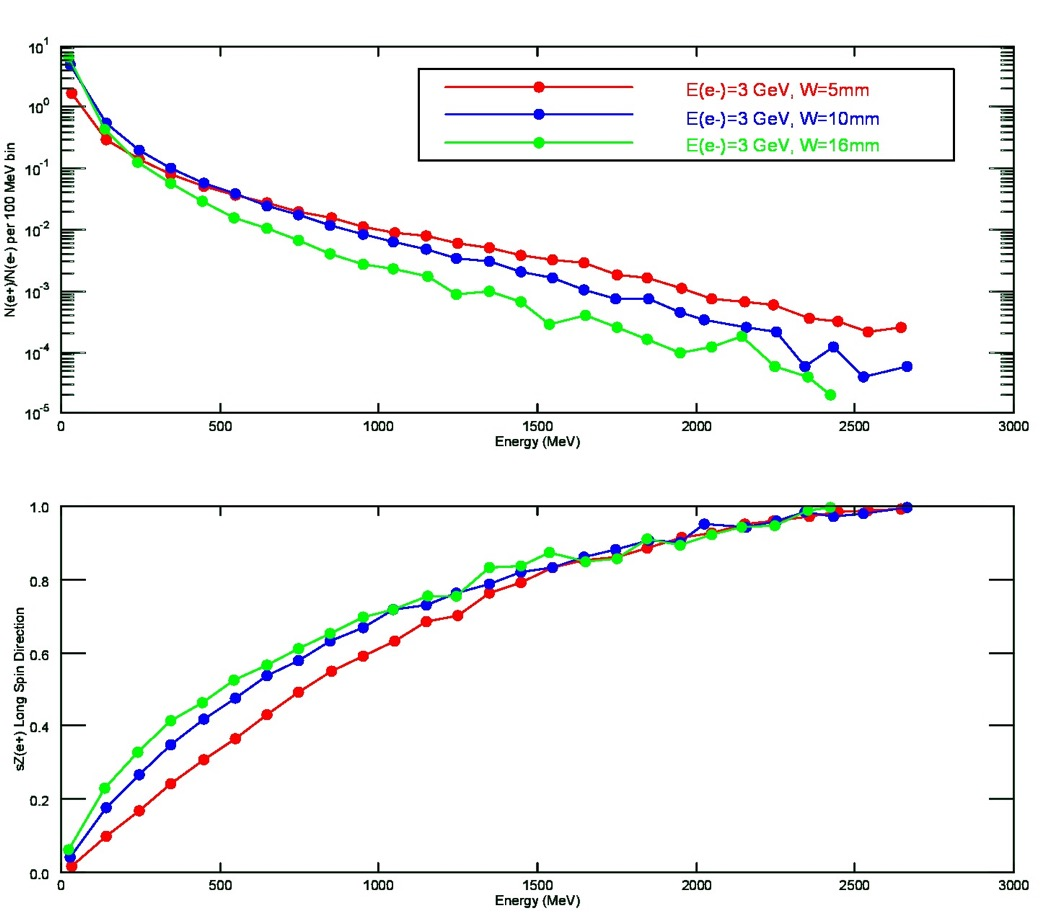 10^1
10^0
10^-1
10^-2
10^-3
10^-4
10^-5
N(e+)/N(e-) per 100 MeV bin
E(e-)=3 GeV, W=5mm
E(e-)=3 GeV, W=10mm
E(e-)=3 GeV, W=16mm
0 500 1000 1500 2000 2500 3000
Energy (MeV)
1.0
0.8
0.6
0.4
0.2
0.0
sZ(e+) Long Spin Direction
0 500 1000 1500 2000 2500 3000
Energy (MeV)